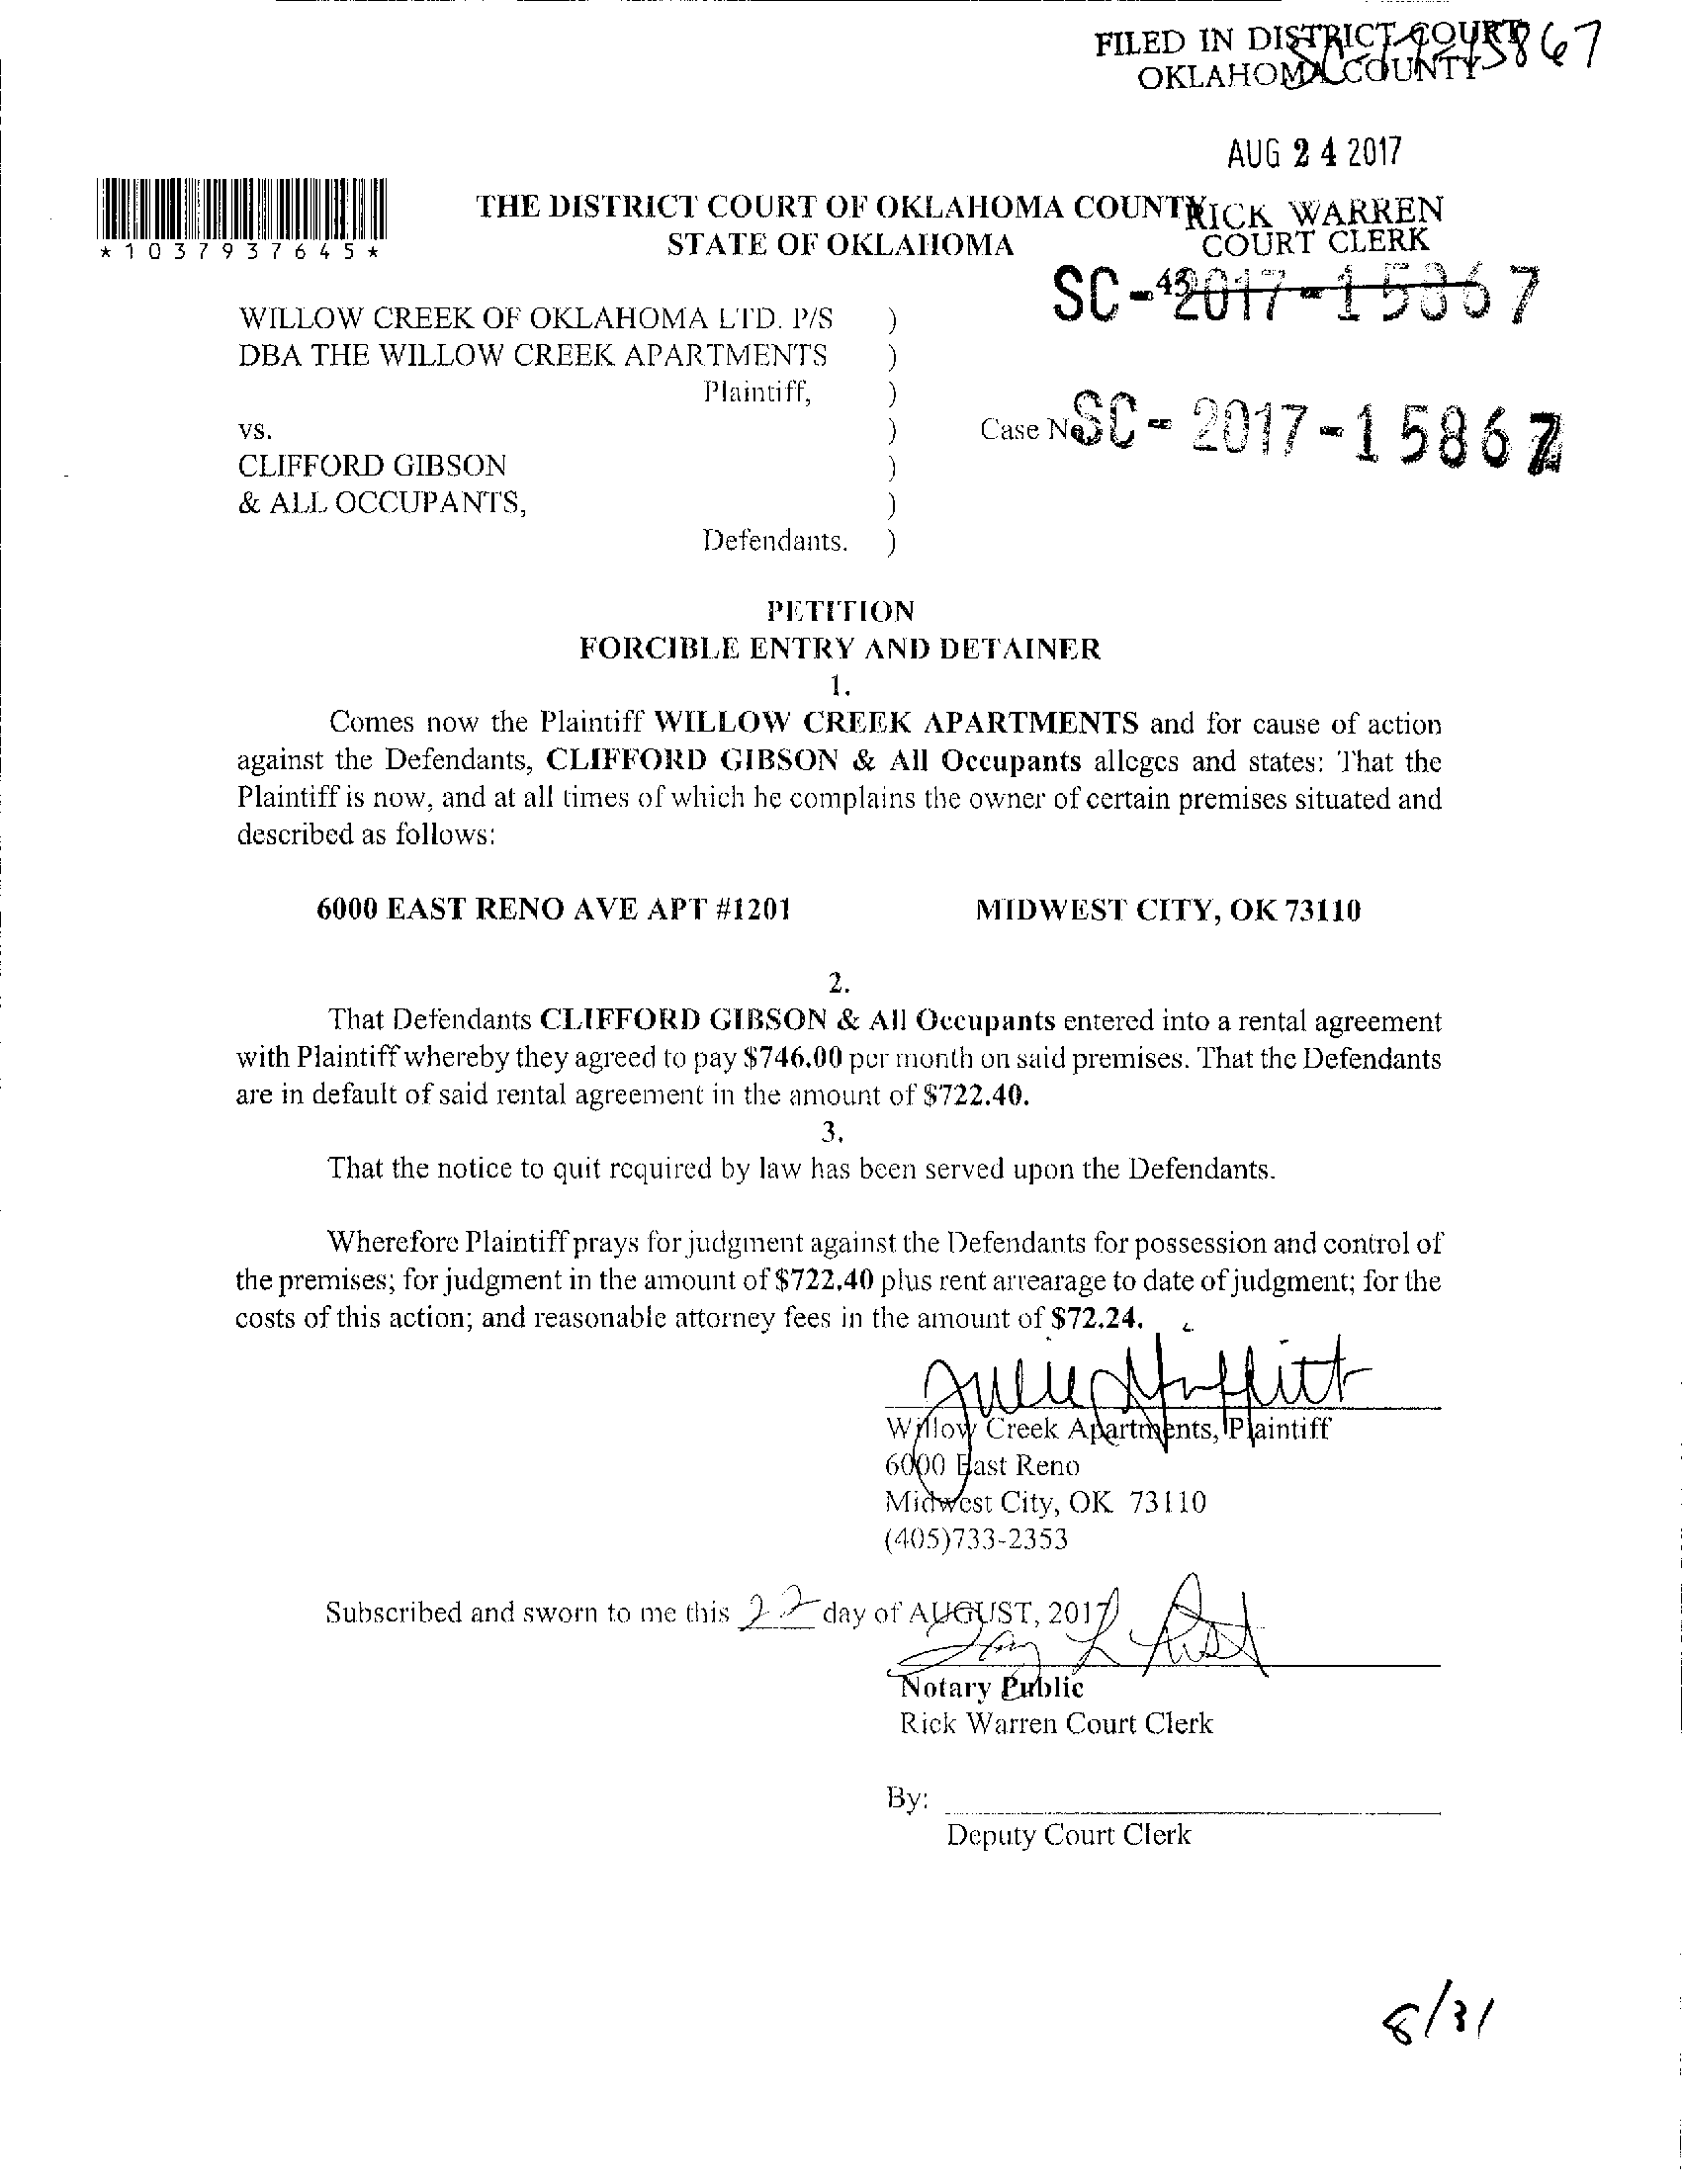 FILED IN DISTRICT COURT
OKLAHOMA COUNTY
AUG 24 2017
RICK WARREN
COURT CLERK
*1037937645*
THE DISTRICT COURT OF OKLAHOMA COUNTY
STATE OF OKLAHOMA
SC-
WILLOW CREEK OF OKLAHOMA LTD. P/S )
DBA THE WILLOW CREEK APARTMENTS )
Plaintiff, )
vs. ) Case No SC-2017-15867
CLIFFORD GIBSON )
& ALL OCCUPANTS, )
Defendants. )
PETITION
FORCIBLE ENTRY AND DETAINER
1.
Comes now the Plaintiff WILLOW CREEK APARTMENTS and for cause of action
against the Defendants, CLIFFORD GIBSON & All Occupants alleges and states: That the
Plaintiff is now, and at all times of which he complains the owner of certain premises situated and
described as follows:
6000 EAST RENO AVE APT #1201 MIDWEST CITY, OK 73110
2.
That Defendants CLIFFORD GIBSON & All Occupants entered into a rental agreement
with Plaintiff whereby they agreed to pay $746.00 per month on said premises. That the Defendants
are in default of said rental agreement in the amount of $722.40.
3.
That the notice to quit required by law has been served upon the Defendants.
Wherefore Plaintiff prays for judgment against the Defendants for possession and control of
the premises; for judgment in the amount of $722.40 plus rent arrearage to date of judgment; for the
costs of this action; and reasonable attorney fees in the amount of $72.24.
Willow Creek Apartments, Plaintiff
6000 East Reno
Midwest City, OK 73110
(405)733-2353
Subscribed and sworn to me this 22 day of AUGUST, 2017
Notary Public
Rick Warren Court Clerk
By:
Deputy Court Clerk
8/31